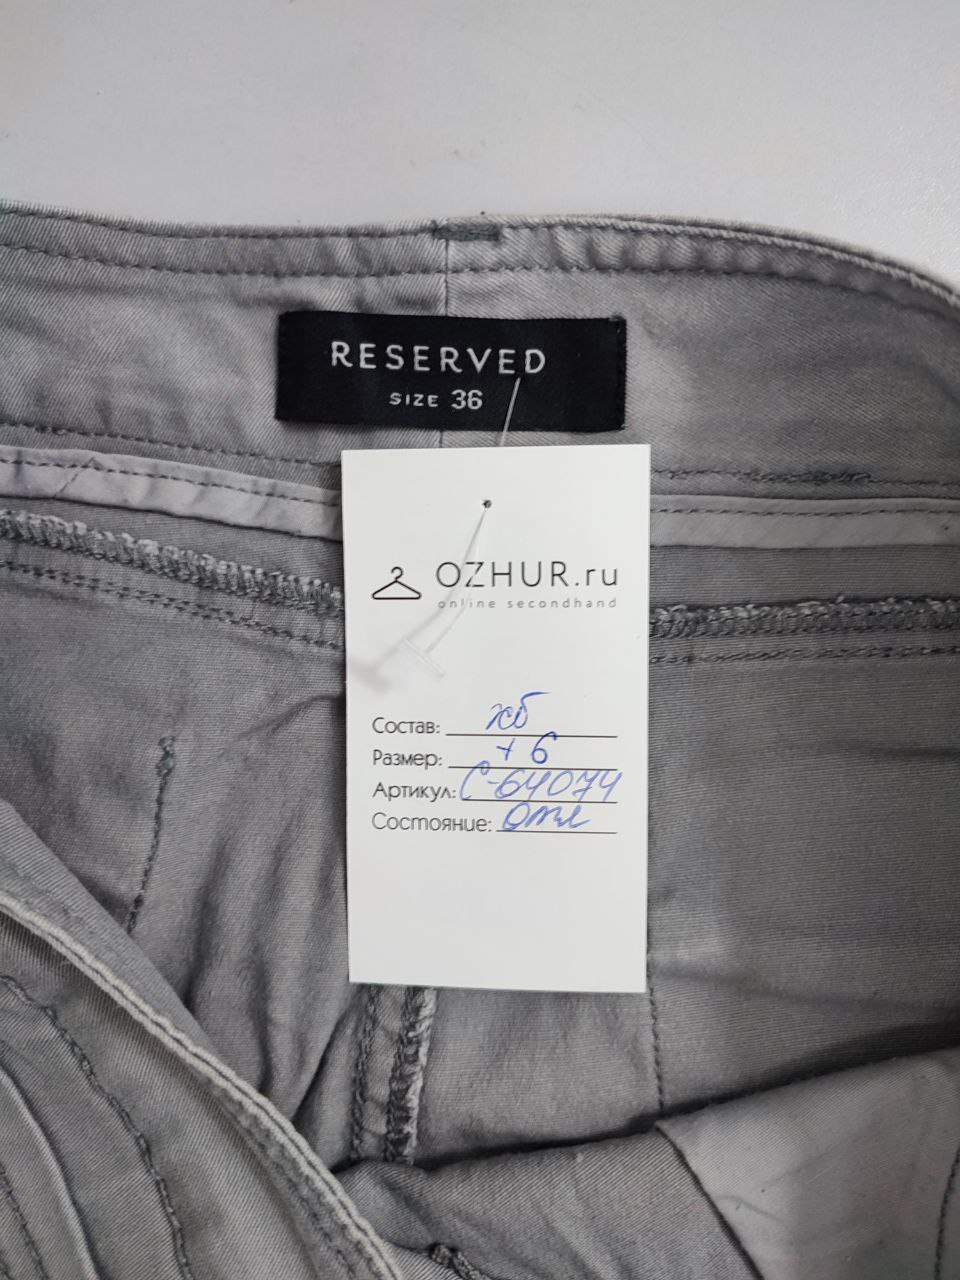 RESERVED
SIZE 36
OZHUR.ru
online secondhand
Состав: хб
Размер: 46
Артикул: С-64074
Состояние: отл